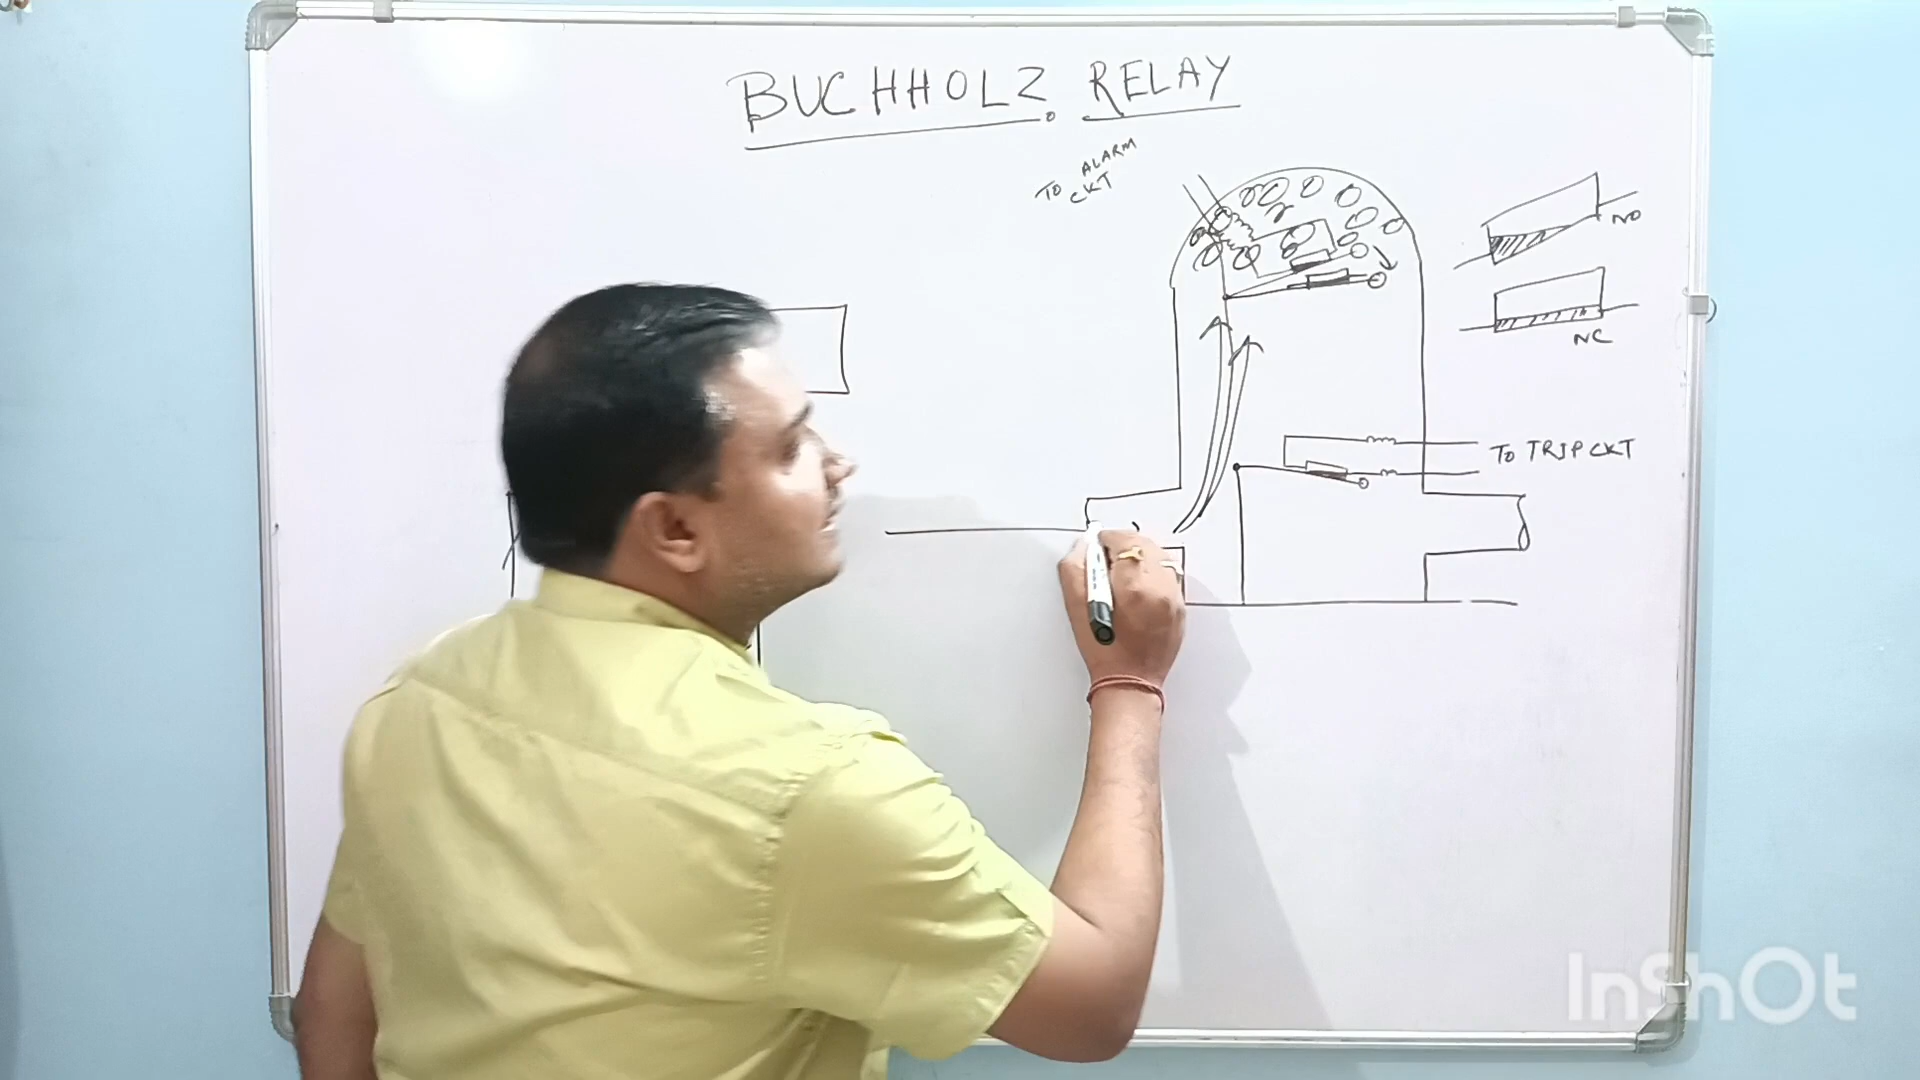 BUCHHOLZ RELAY
TO ALARM
CKT
NO
NC
TO TRIP CKT
InShOt